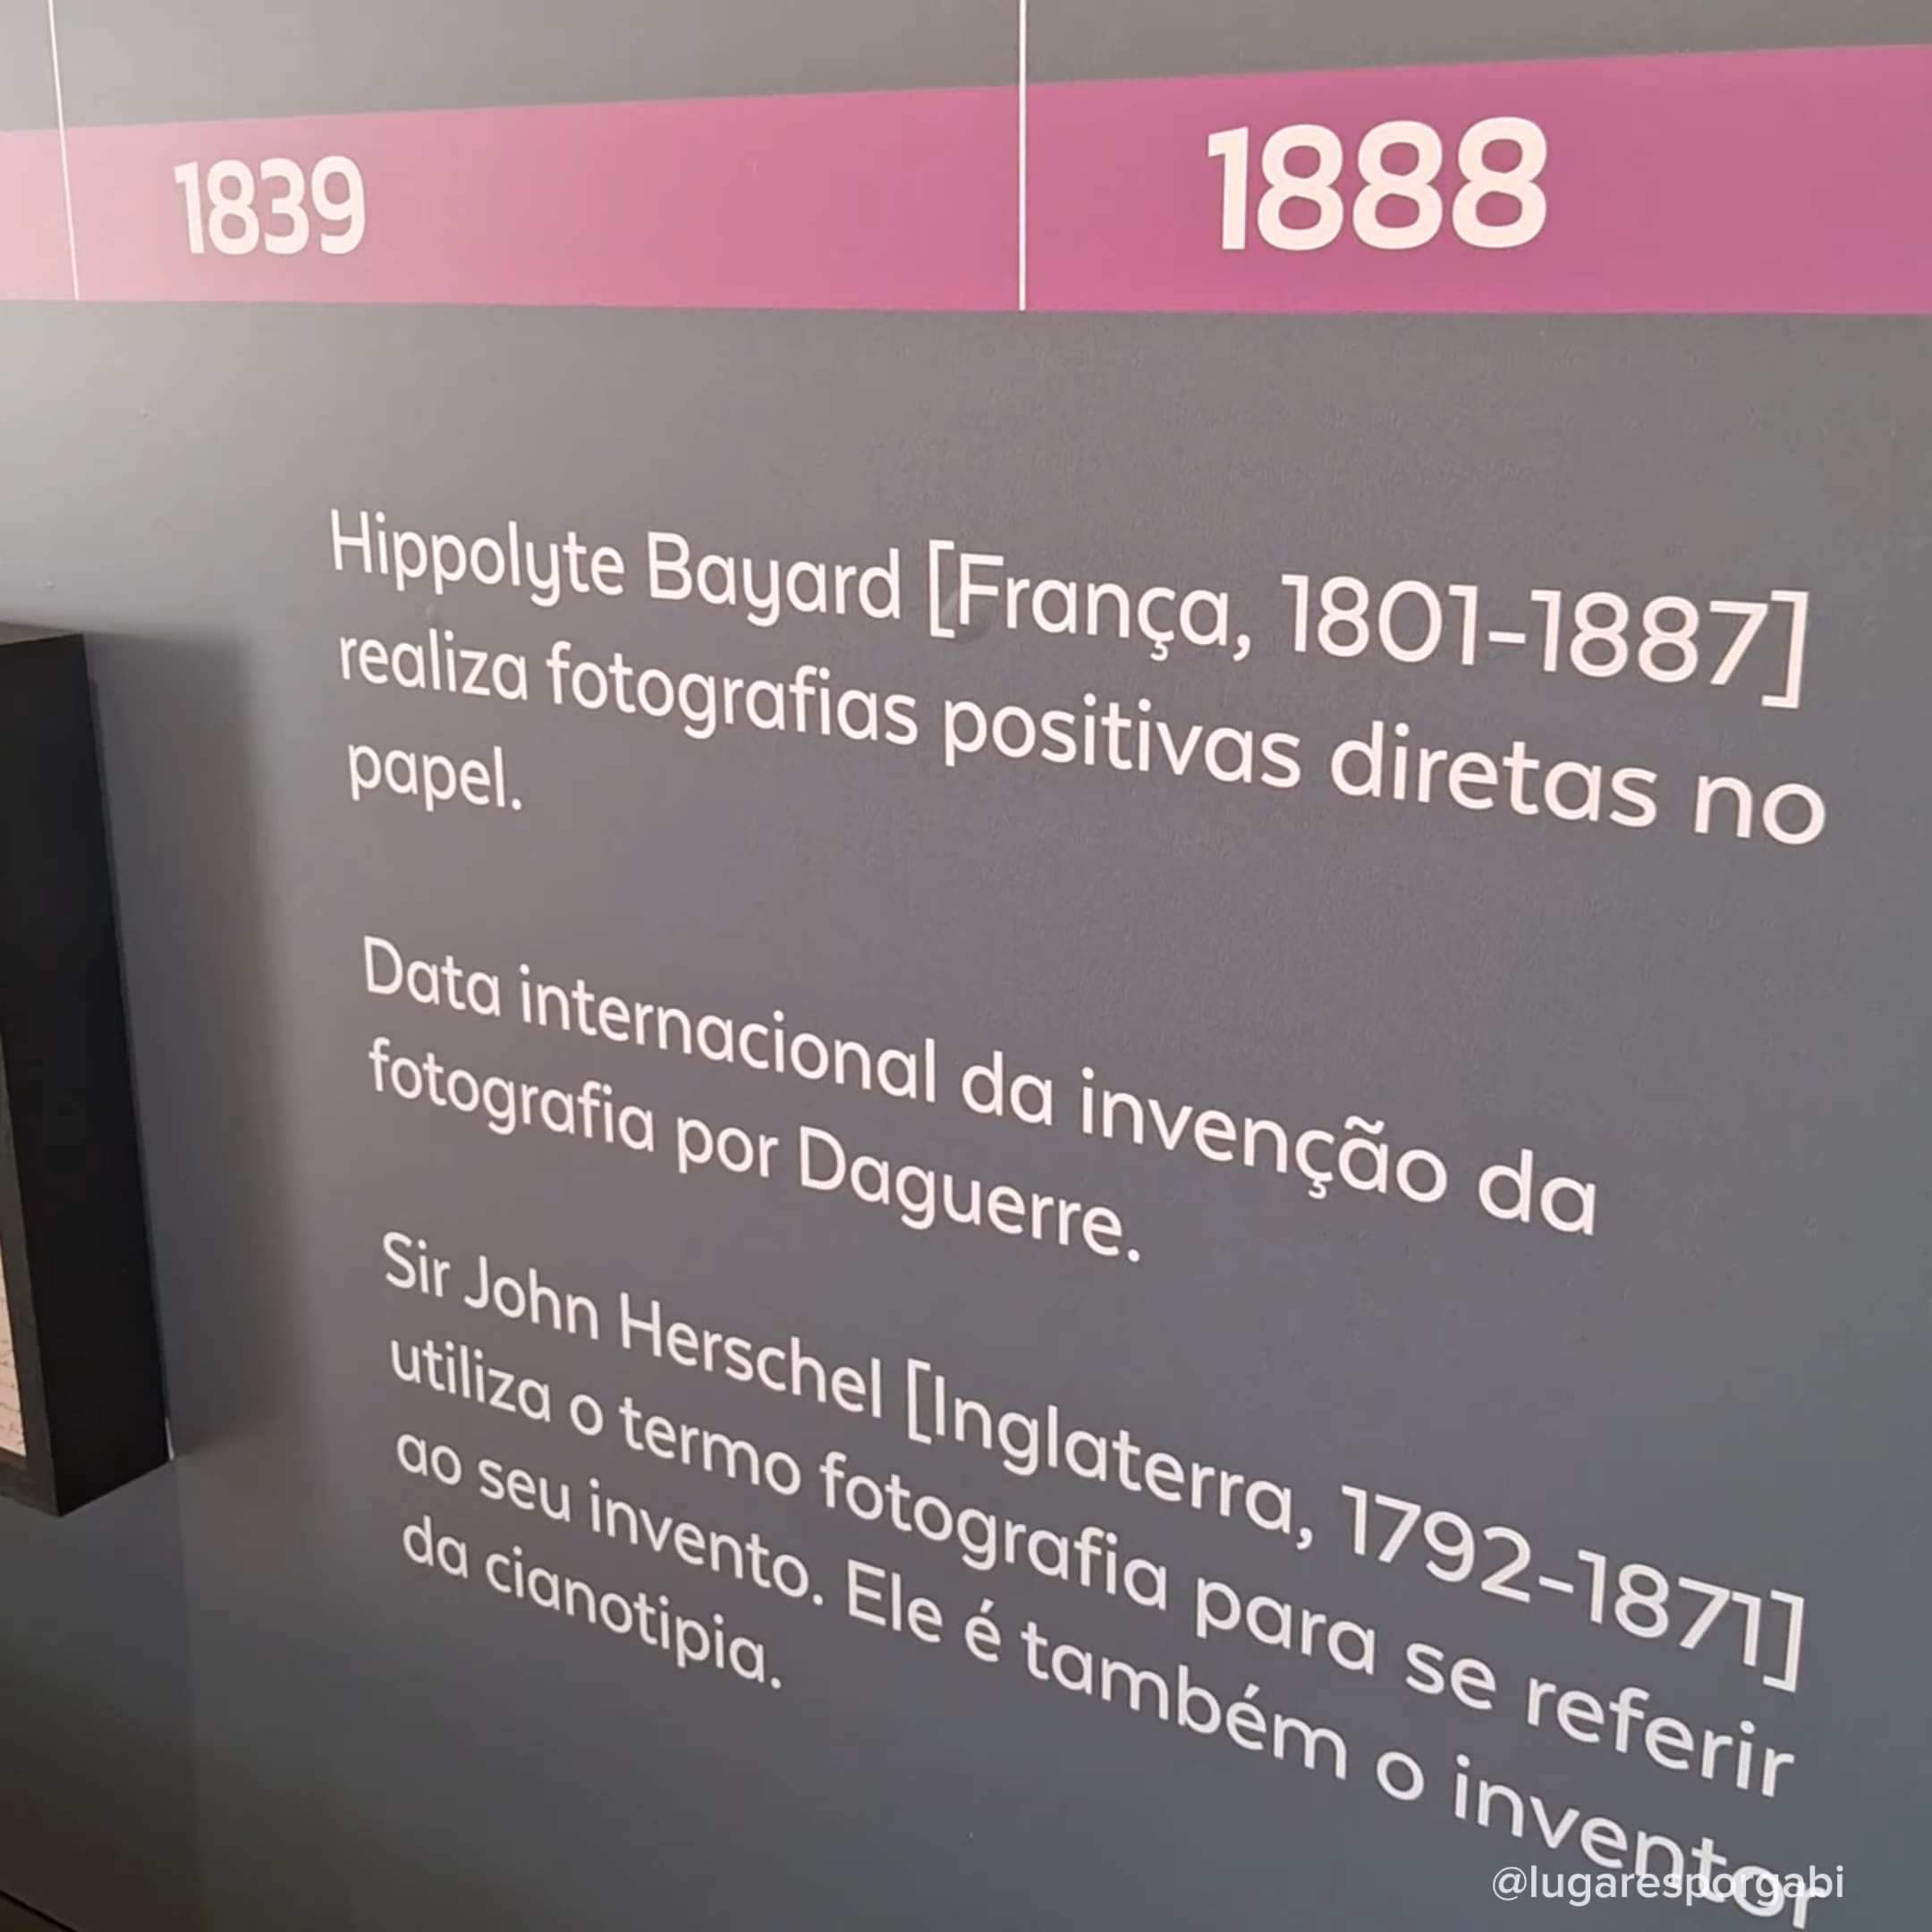 1839
1888
Hippolyte Bayard [França, 1801-1887]
realiza fotografias positivas diretas no
papel.
Data internacional da invenção da
fotografia por Daguerre.
Sir John Herschel [Inglaterra, 1792-1871]
utiliza o termo fotografia para se referir
ao seu invento. Ele é também o inventor
da cianotipia.
@lugaresporgabi